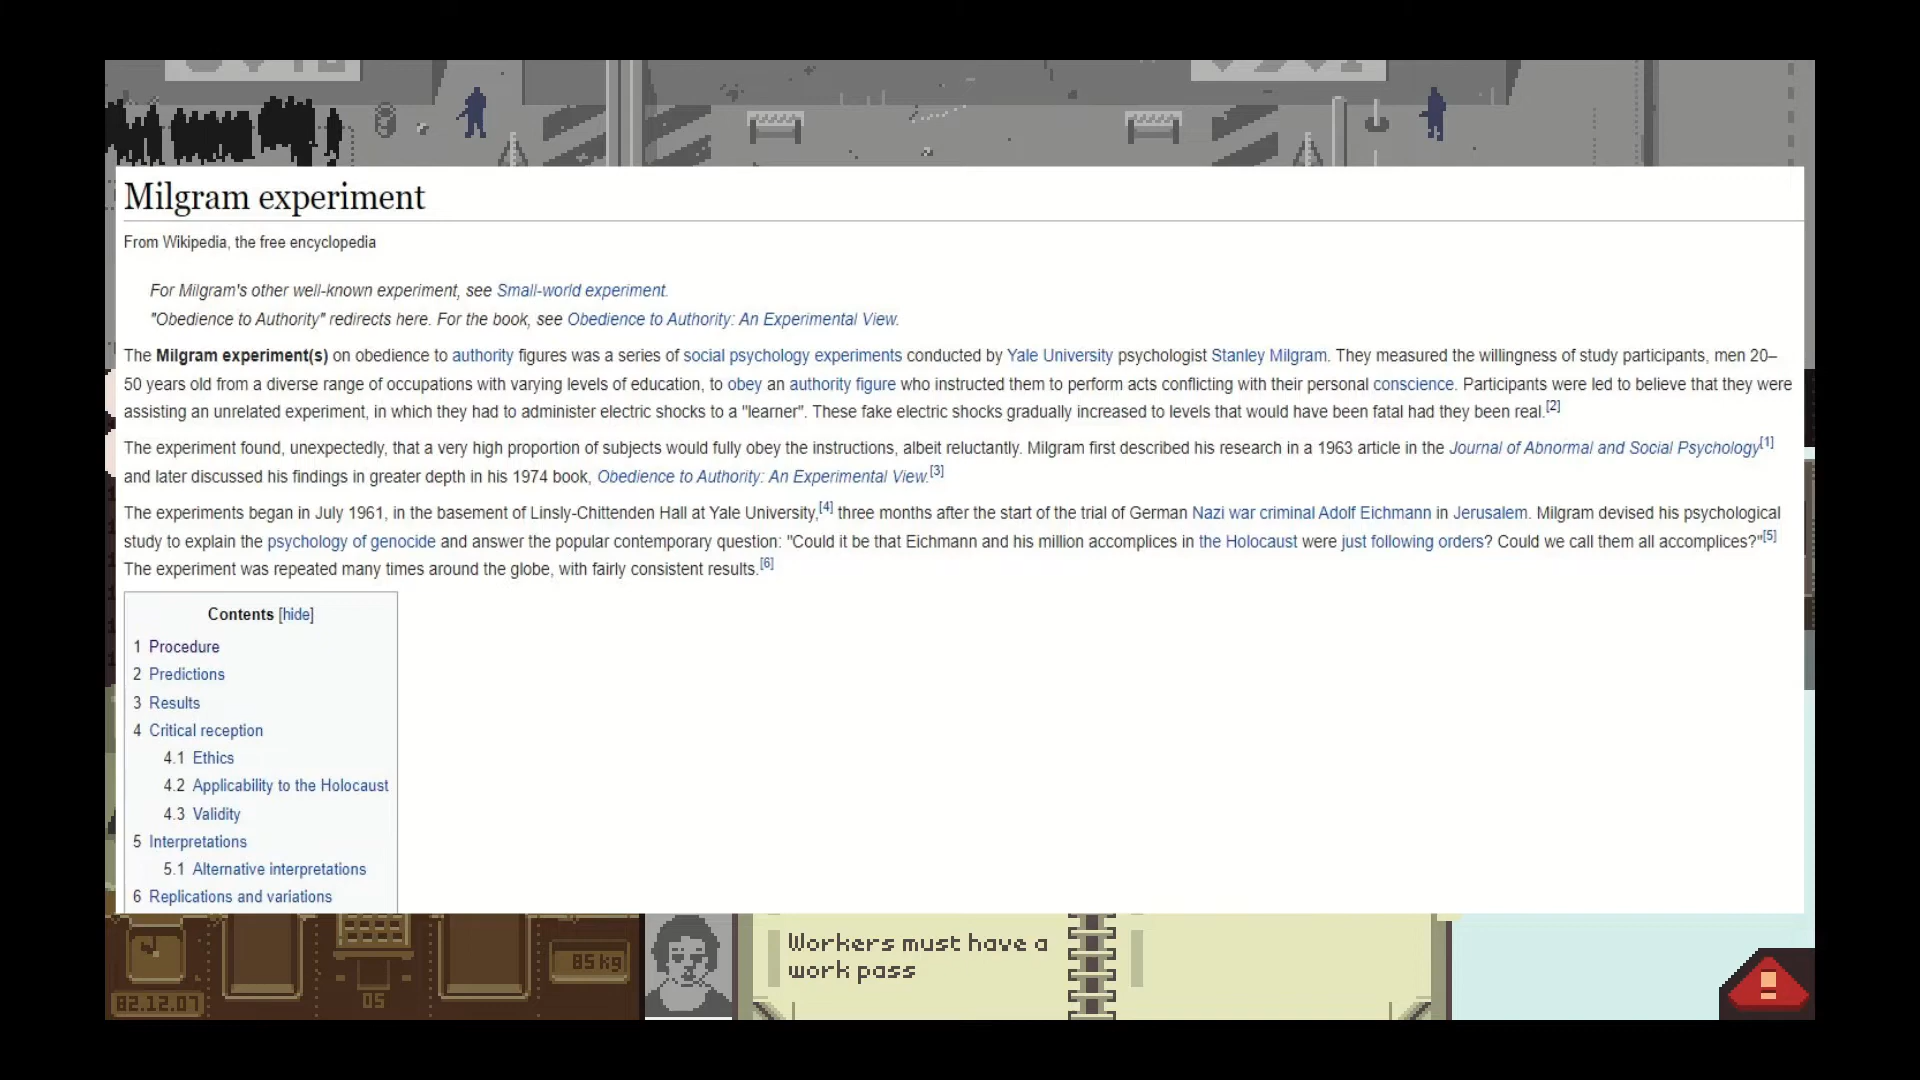 Milgram experiment
From Wikipedia, the free encyclopedia
For Milgram's other well-known experiment, see Small-world experiment.
"Obedience to Authority" redirects here. For the book, see Obedience to Authority: An Experimental View.
The Milgram experiment(s) on obedience to authority figures was a series of social psychology experiments conducted by Yale University psychologist Stanley Milgram. They measured the willingness of study participants, men 20–
50 years old from a diverse range of occupations with varying levels of education, to obey an authority figure who instructed them to perform acts conflicting with their personal conscience. Participants were led to believe that they were
assisting an unrelated experiment, in which they had to administer electric shocks to a "learner". These fake electric shocks gradually increased to levels that would have been fatal had they been real.[2]
The experiment found, unexpectedly, that a very high proportion of subjects would fully obey the instructions, albeit reluctantly. Milgram first described his research in a 1963 article in the Journal of Abnormal and Social Psychology[1]
and later discussed his findings in greater depth in his 1974 book, Obedience to Authority: An Experimental View.[3]
The experiments began in July 1961, in the basement of Linsly-Chittenden Hall at Yale University,[4] three months after the start of the trial of German Nazi war criminal Adolf Eichmann in Jerusalem. Milgram devised his psychological
study to explain the psychology of genocide and answer the popular contemporary question: "Could it be that Eichmann and his million accomplices in the Holocaust were just following orders? Could we call them all accomplices?"[5]
The experiment was repeated many times around the globe, with fairly consistent results.[6]
Contents [hide]
1 Procedure
2 Predictions
3 Results
4 Critical reception
4.1 Ethics
4.2 Applicability to the Holocaust
4.3 Validity
5 Interpretations
5.1 Alternative interpretations
6 Replications and variations
Workers must have a
work pass
85kg
82.12.07
05